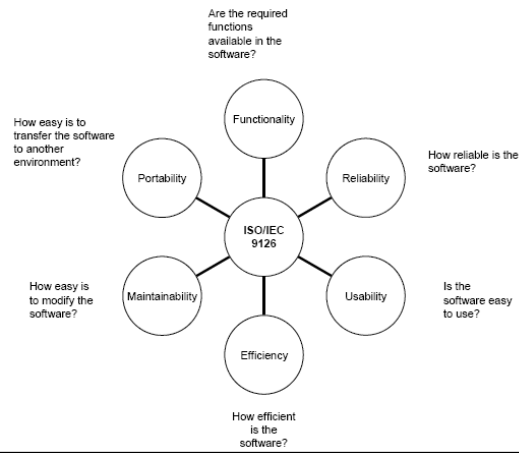 Are the required
functions
available in the
software?
Functionality
How easy is to
transfer the software
to another
environment?
Portability
Reliability
How reliable is the
software?
ISO/IEC
9126
How easy is
to modify the
software?
Maintainability
Usability
Is the
software easy
to use?
Efficiency
How efficient
is the
software?